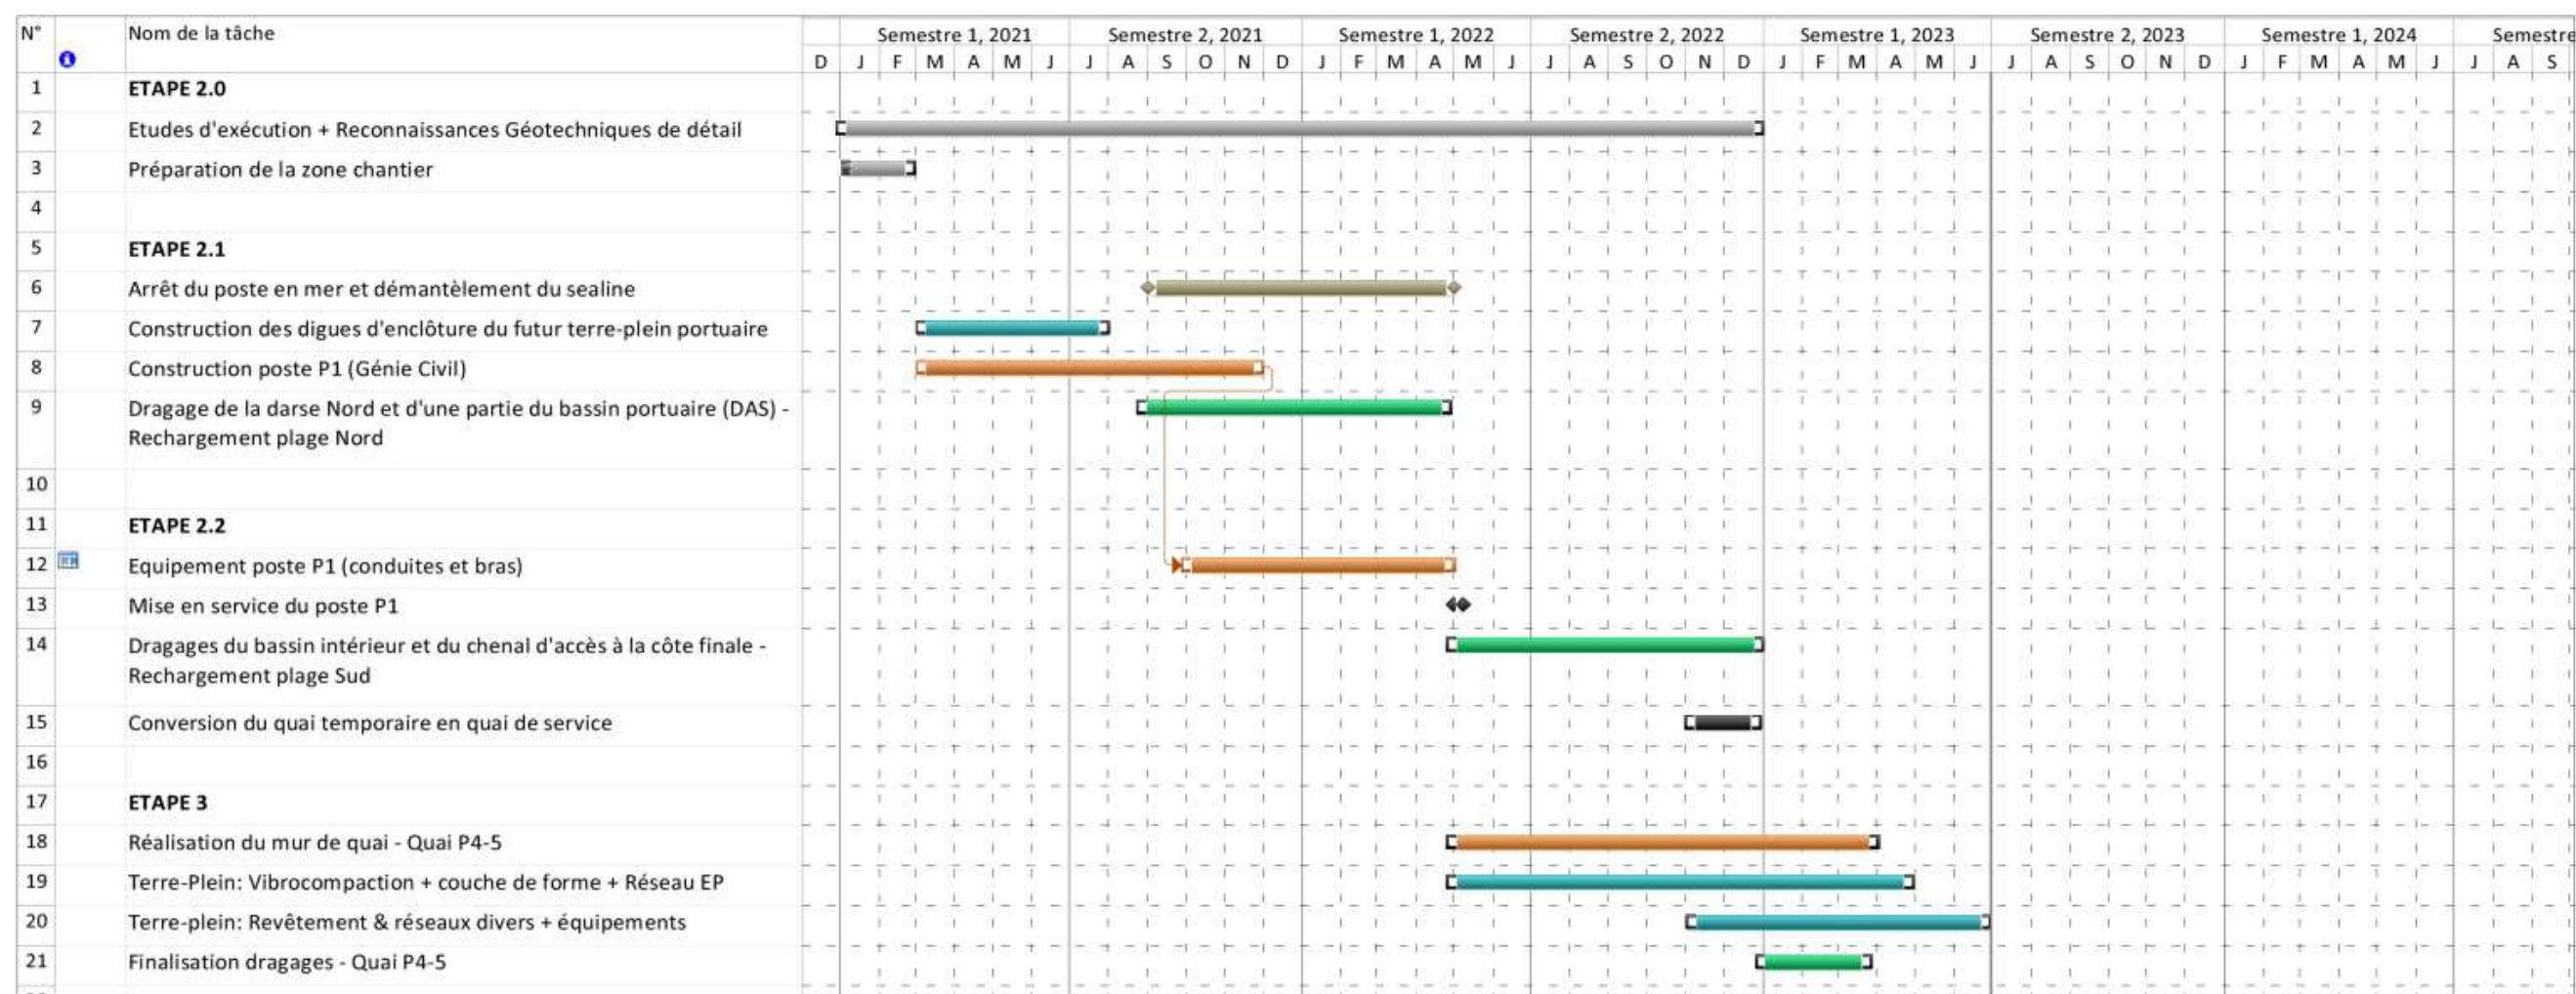 N° Nom de la tâche Semestre 1, 2021 Semestre 2, 2021 Semestre 1, 2022 Semestre 2, 2022 Semestre 1, 2023 Semestre 2, 2023 Semestre 1, 2024 Semestre
D J F M A M J J A S O N D J F M A M J J A S O N D J F M A M J J A S O N D J F M A M J J A S
1 ETAPE 2.0
2 Etudes d'exécution + Reconnaissances Géotechniques de détail
3 Préparation de la zone chantier
4
5 ETAPE 2.1
6 Arrêt du poste en mer et démantèlement du sealine
7 Construction des digues d'enclôture du futur terre-plein portuaire
8 Construction poste P1 (Génie Civil)
9 Dragage de la darse Nord et d'une partie du bassin portuaire (DAS) -
Rechargement plage Nord
10
11 ETAPE 2.2
12 Equipement poste P1 (conduites et bras)
13 Mise en service du poste P1
14 Dragages du bassin intérieur et du chenal d'accès à la côte finale -
Rechargement plage Sud
15 Conversion du quai temporaire en quai de service
16
17 ETAPE 3
18 Réalisation du mur de quai - Quai P4-5
19 Terre-Plein: Vibrocompaction + couche de forme + Réseau EP
20 Terre-plein: Revêtement & réseaux divers + équipements
21 Finalisation dragages - Quai P4-5